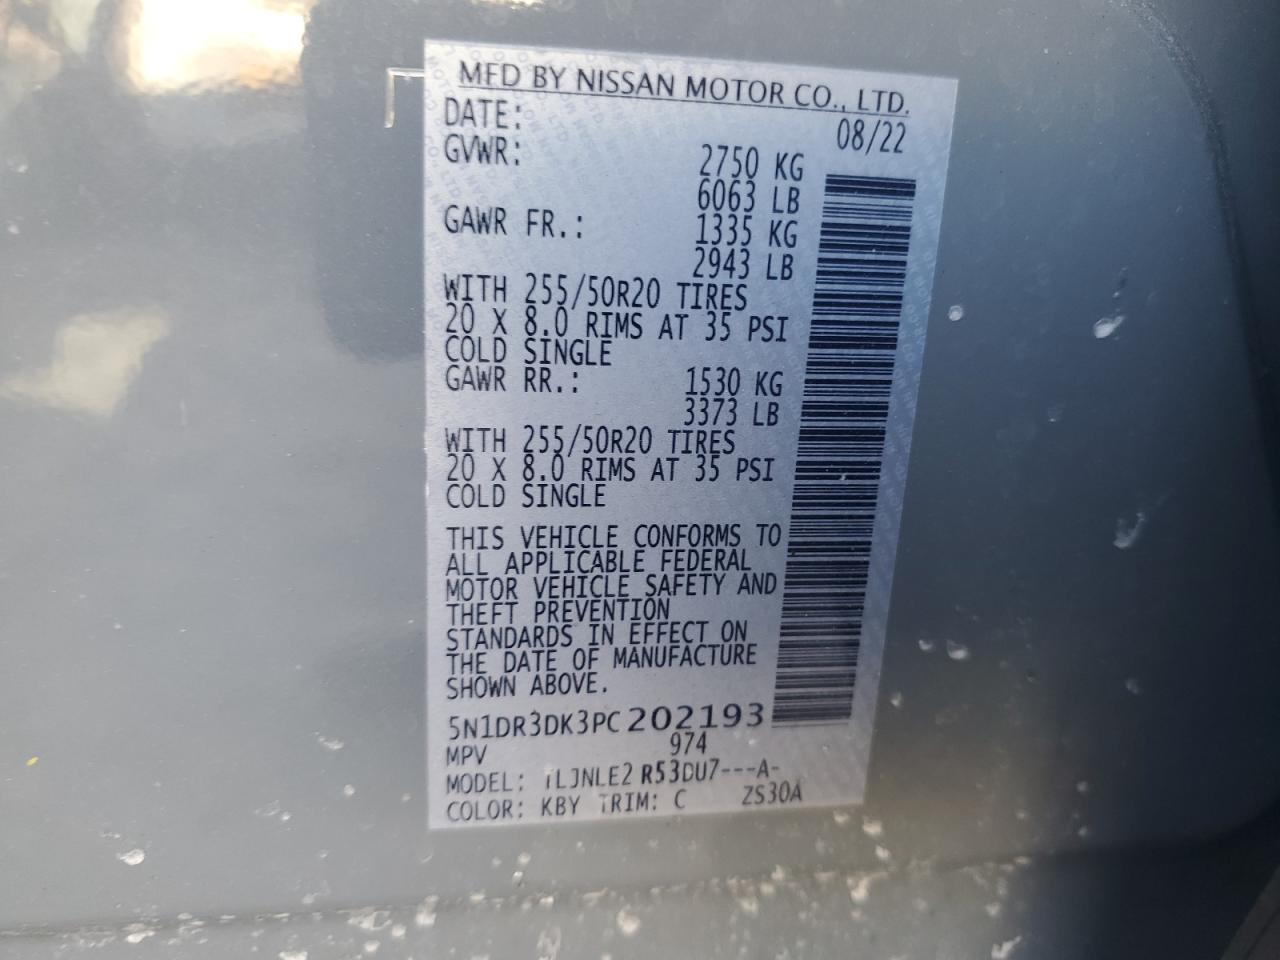 MFD BY NISSAN MOTOR CO., LTD.
DATE: 08/22
GVWR: 2750 KG
6063 LB
GAWR FR.: 1335 KG
2943 LB
WITH 255/50R20 TIRES
20 X 8.0 RIMS AT 35 PSI
COLD SINGLE
GAWR RR.: 1530 KG
3373 LB
WITH 255/50R20 TIRES
20 X 8.0 RIMS AT 35 PSI
COLD SINGLE
THIS VEHICLE CONFORMS TO
ALL APPLICABLE FEDERAL
MOTOR VEHICLE SAFETY AND
THEFT PREVENTION
STANDARDS IN EFFECT ON
THE DATE OF MANUFACTURE
SHOWN ABOVE.
5N1DR3DK3PC202193
MPV 974
MODEL: TLJNLE2 R53DU7---A-
COLOR: KBY TRIM: C ZS30A